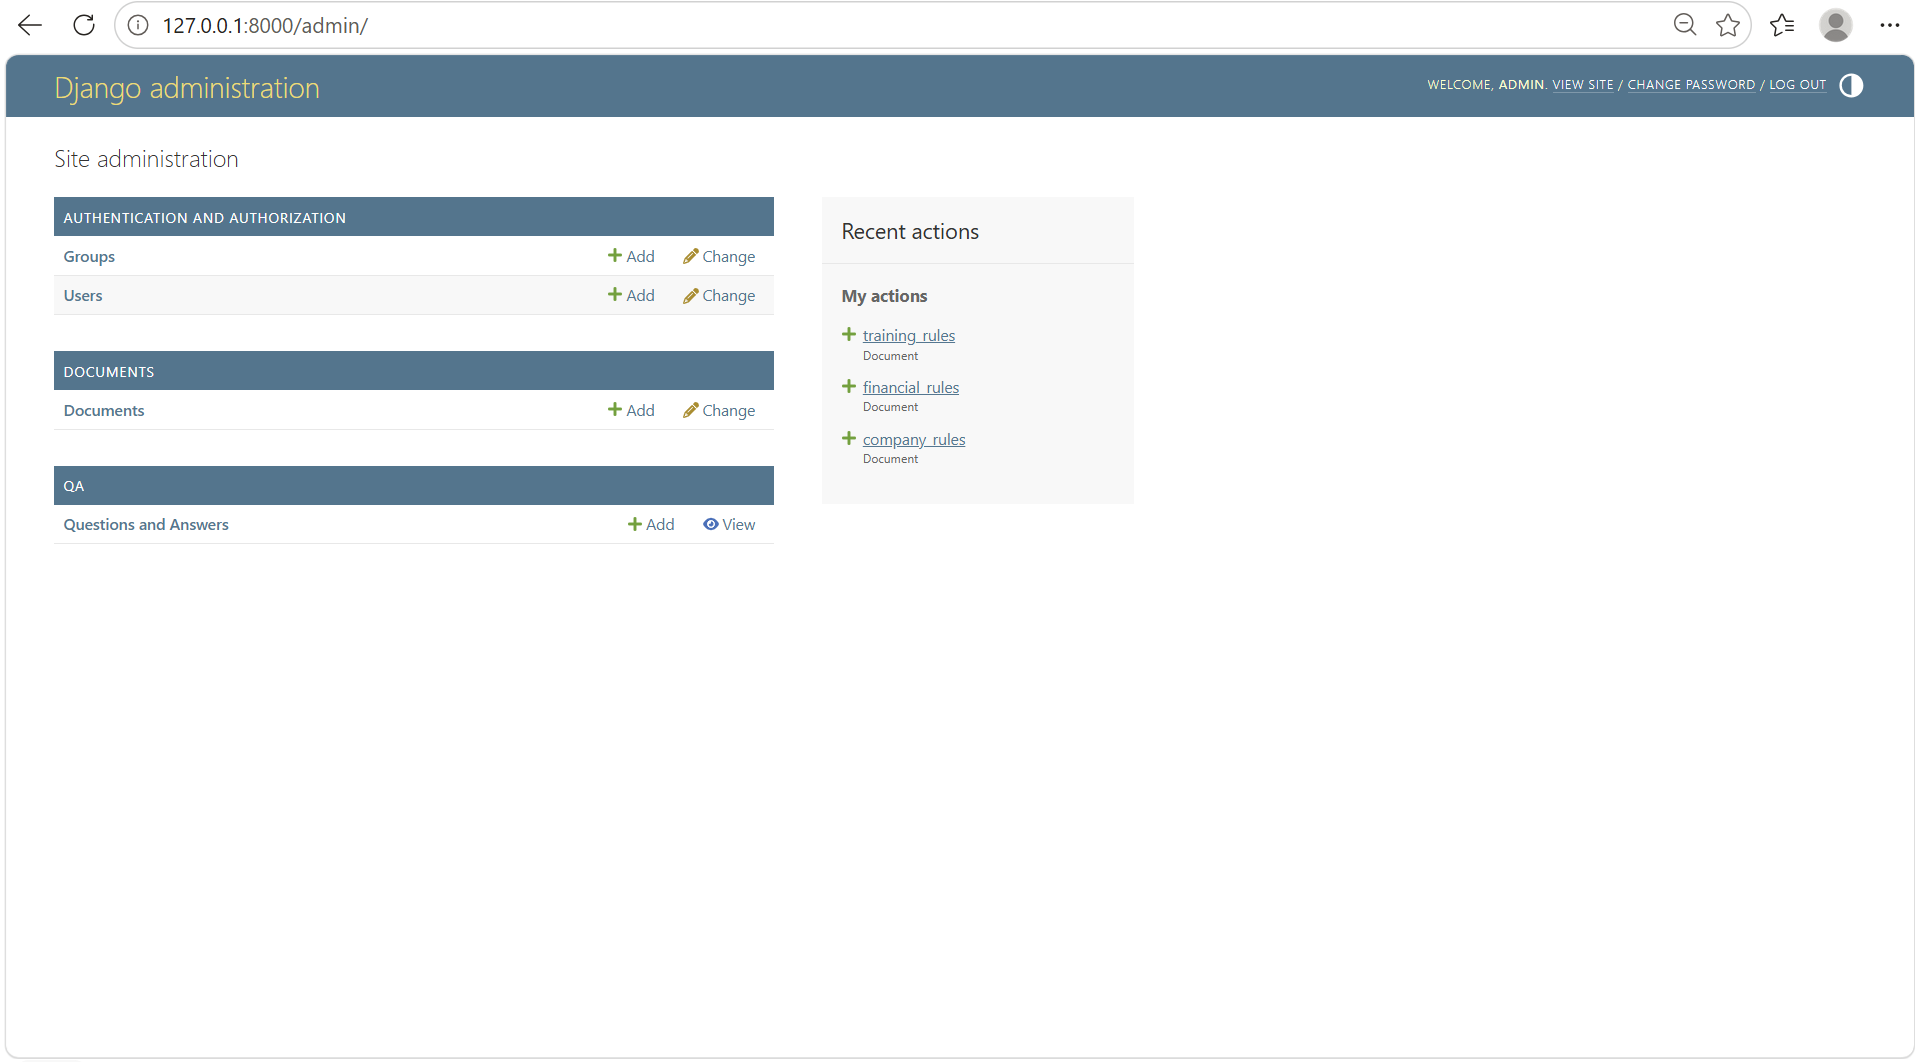 127.0.0.1:8000/admin/
Django administration
WELCOME, ADMIN. VIEW SITE / CHANGE PASSWORD / LOG OUT
Site administration
AUTHENTICATION AND AUTHORIZATION
Groups Add Change
Users Add Change
DOCUMENTS
Documents Add Change
QA
Questions and Answers Add View
Recent actions
My actions
training_rules
Document
financial_rules
Document
company_rules
Document